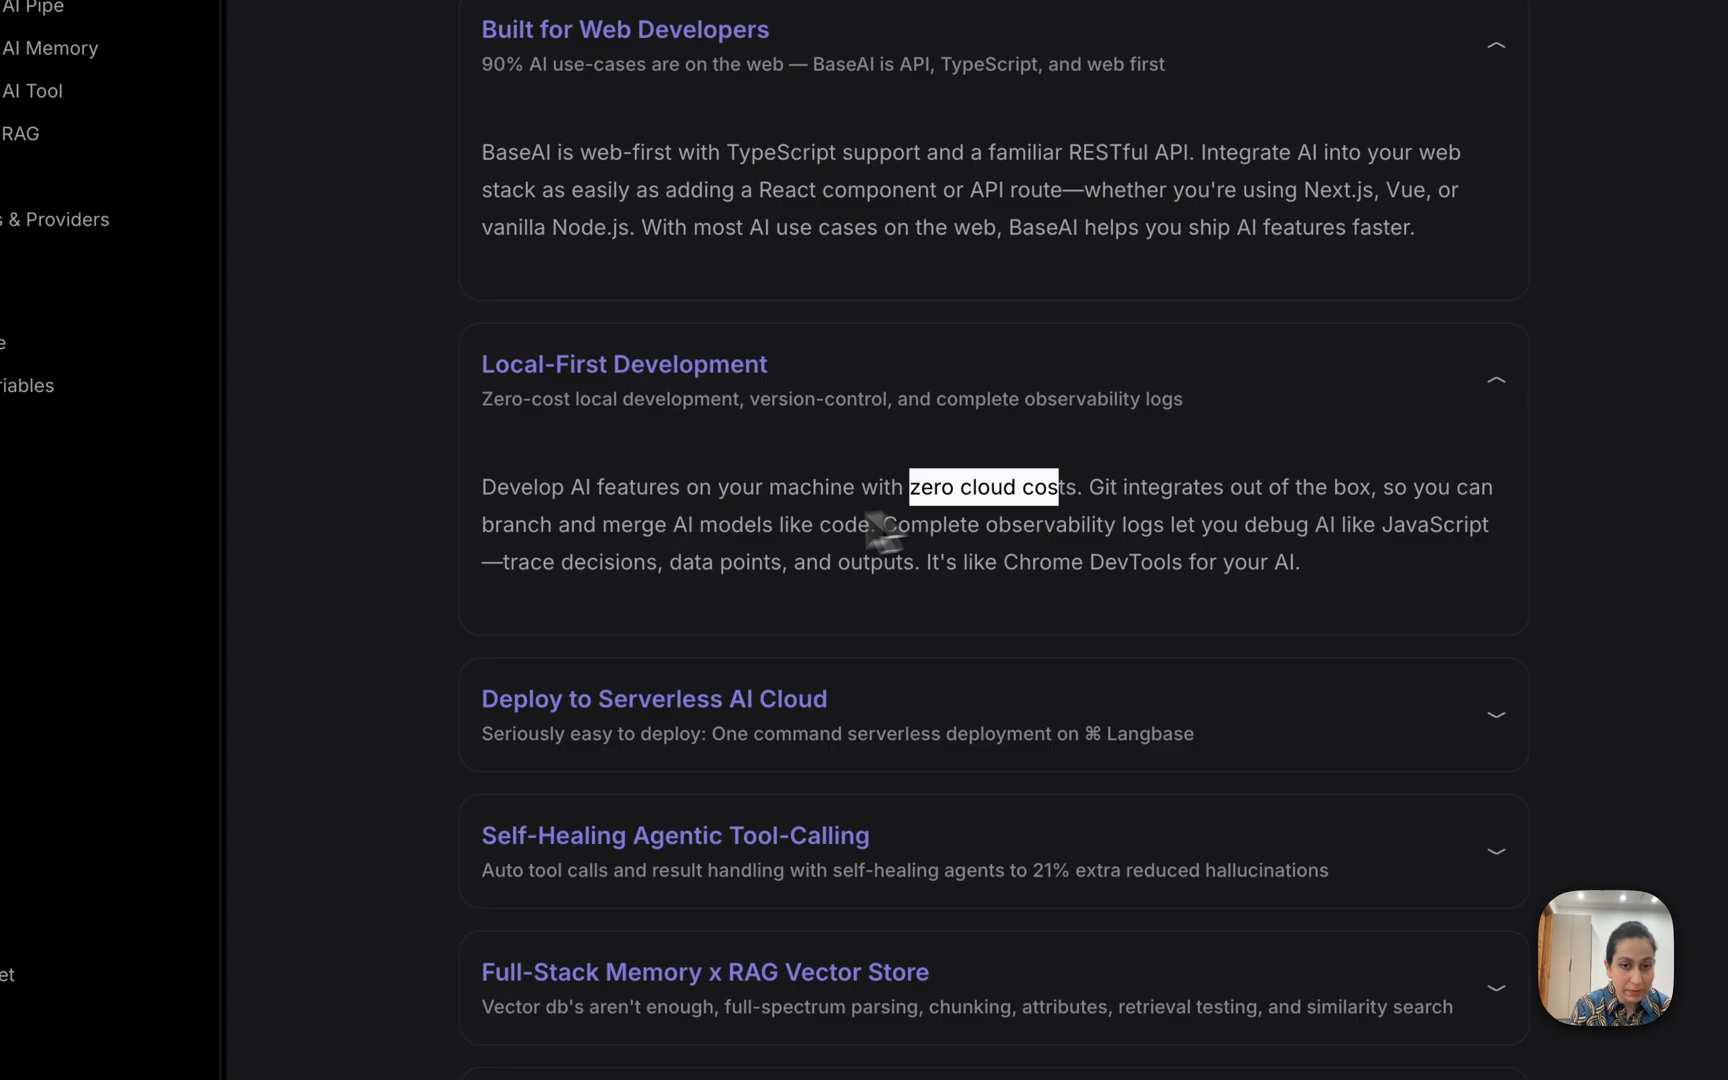 AI Pipe
AI Memory
AI Tool
RAG
& Providers
Built for Web Developers
90% AI use-cases are on the web — BaseAI is API, TypeScript, and web first
BaseAI is web-first with TypeScript support and a familiar RESTful API. Integrate AI into your web
stack as easily as adding a React component or API route—whether you're using Next.js, Vue, or
vanilla Node.js. With most AI use cases on the web, BaseAI helps you ship AI features faster.
Local-First Development
Zero-cost local development, version-control, and complete observability logs
Develop AI features on your machine with zero cloud costs. Git integrates out of the box, so you can
branch and merge AI models like code. Complete observability logs let you debug AI like JavaScript
—trace decisions, data points, and outputs. It's like Chrome DevTools for your AI.
Deploy to Serverless AI Cloud
Seriously easy to deploy: One command serverless deployment on ⌘ Langbase
Self-Healing Agentic Tool-Calling
Auto tool calls and result handling with self-healing agents to 21% extra reduced hallucinations
Full-Stack Memory x RAG Vector Store
Vector db's aren't enough, full-spectrum parsing, chunking, attributes, retrieval testing, and similarity search